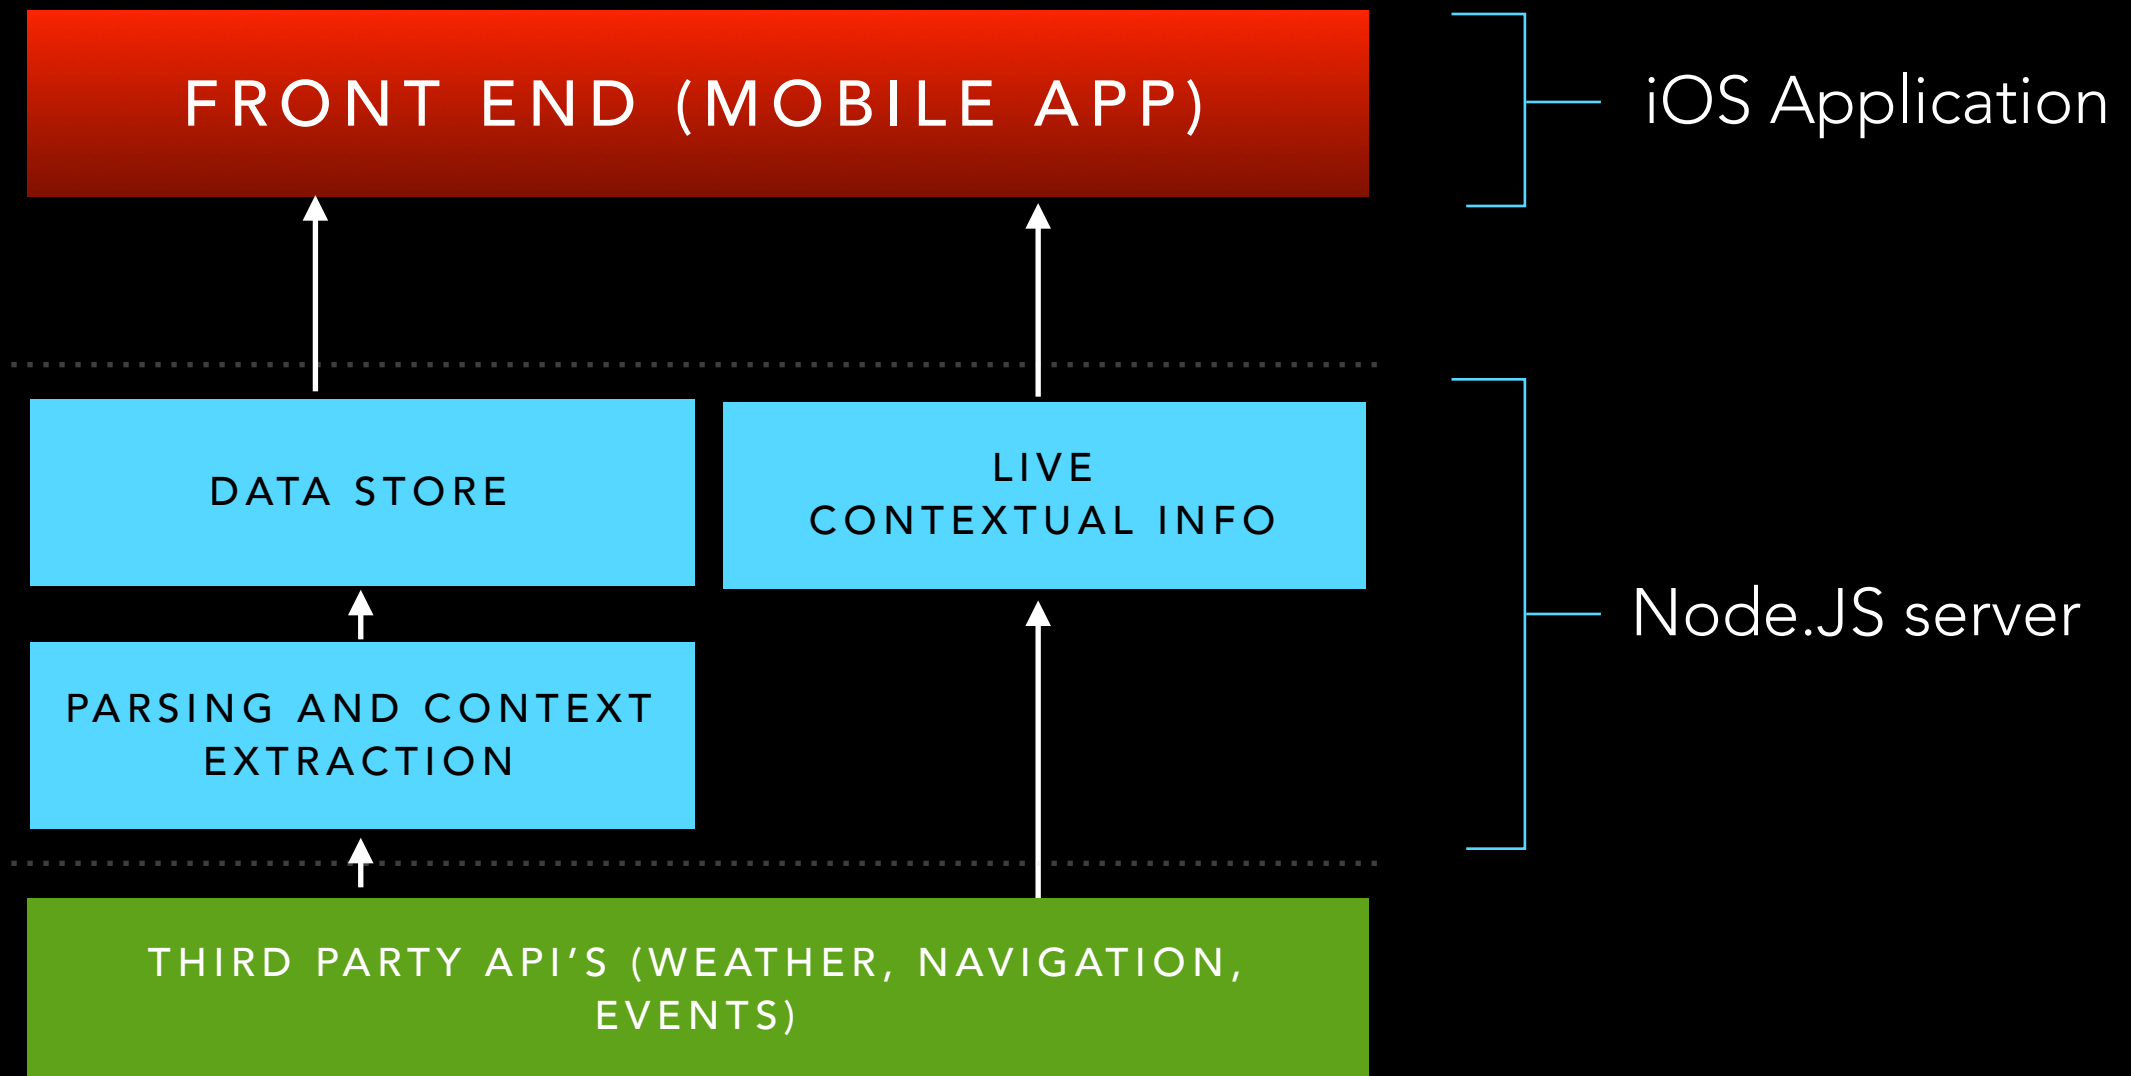 FRONT END (MOBILE APP)
iOS Application
DATA STORE
LIVE
CONTEXTUAL INFO
Node.JS server
PARSING AND CONTEXT
EXTRACTION
THIRD PARTY API’S (WEATHER, NAVIGATION,
EVENTS)